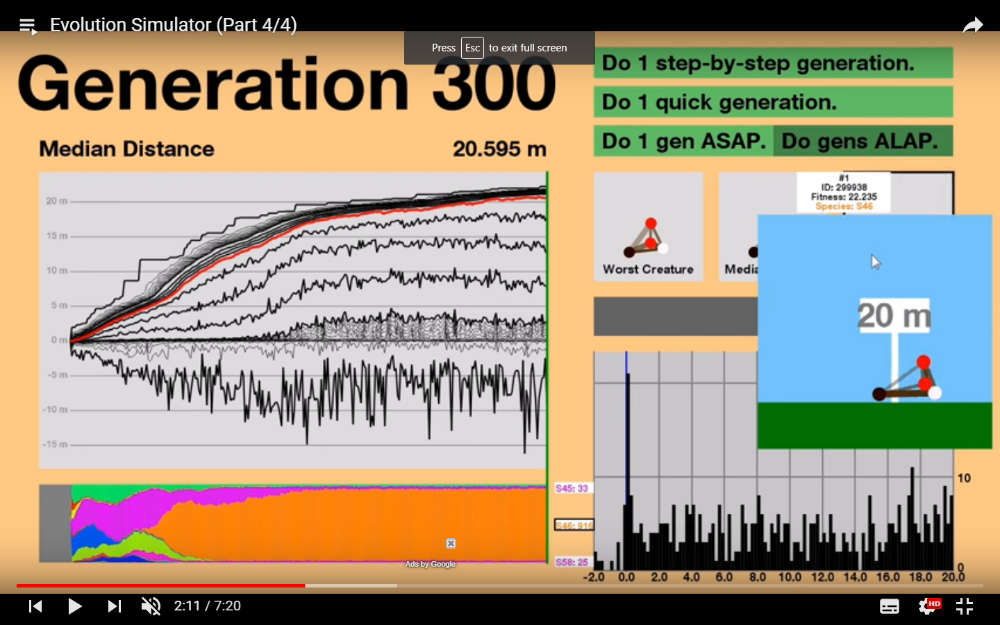 Evolution Simulator (Part 4/4)
Press Esc to exit full screen
Generation 300
Do 1 step-by-step generation.
Do 1 quick generation.
Do 1 gen ASAP. Do gens ALAP.
Median Distance 20.595 m
20 m
15 m
10 m
5 m
0 m
-5 m
-10 m
-15 m
#1
ID: 299938
Fitness: 22.235
Species: S46
Worst Creature
Media
20 m
S45: 33
S46: 916
S58: 25
10
0
-2.0 0.0 2.0 4.0 6.0 8.0 10.0 12.0 14.0 16.0 18.0 20.0
Ads by Google
2:11 / 7:20
HD